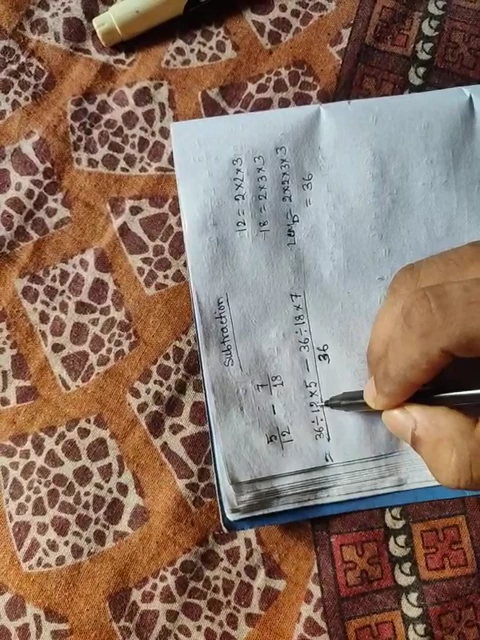 Subtraction
5/12 - 7/18
12 = 2×2×3
18 = 2×3×3
LCM = 2×2×3×3
= 36
= 36÷12×5 - 36÷18×7 / 36